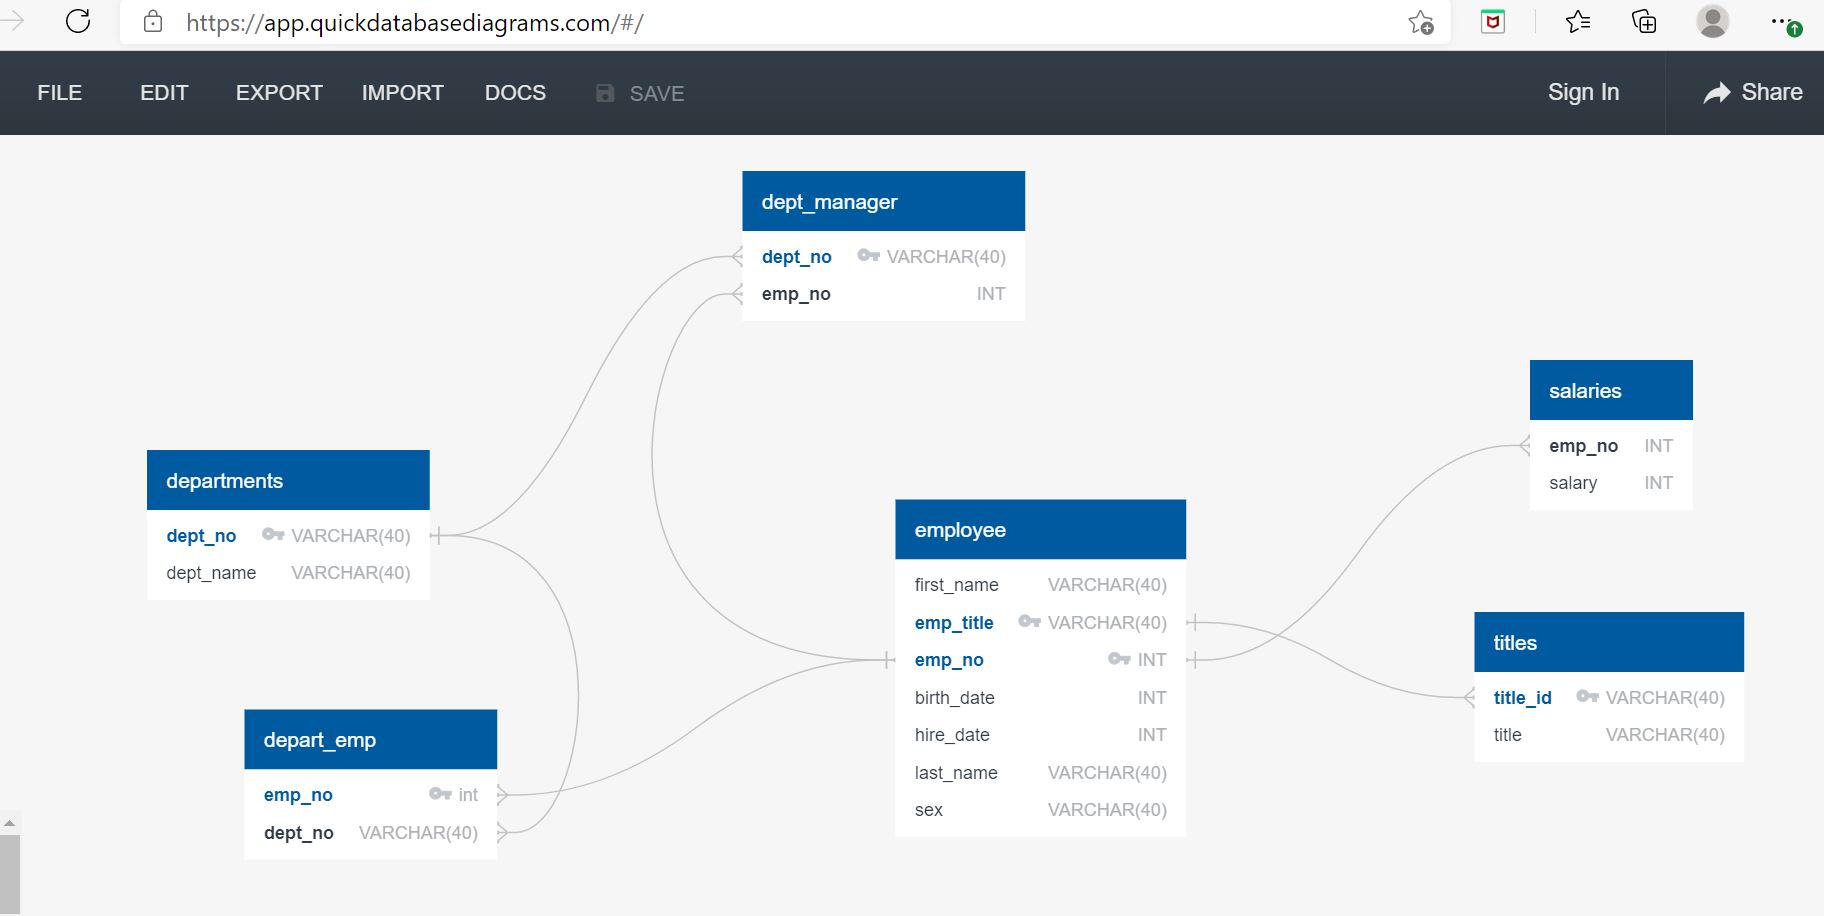 https://app.quickdatabasediagrams.com/#/
FILE EDIT EXPORT IMPORT DOCS SAVE Sign In Share
dept_manager
dept_no VARCHAR(40)
emp_no INT
salaries
emp_no INT
salary INT
departments
dept_no VARCHAR(40)
dept_name VARCHAR(40)
employee
first_name VARCHAR(40)
emp_title VARCHAR(40)
emp_no INT
birth_date INT
hire_date INT
last_name VARCHAR(40)
sex VARCHAR(40)
titles
title_id VARCHAR(40)
title VARCHAR(40)
depart_emp
emp_no int
dept_no VARCHAR(40)